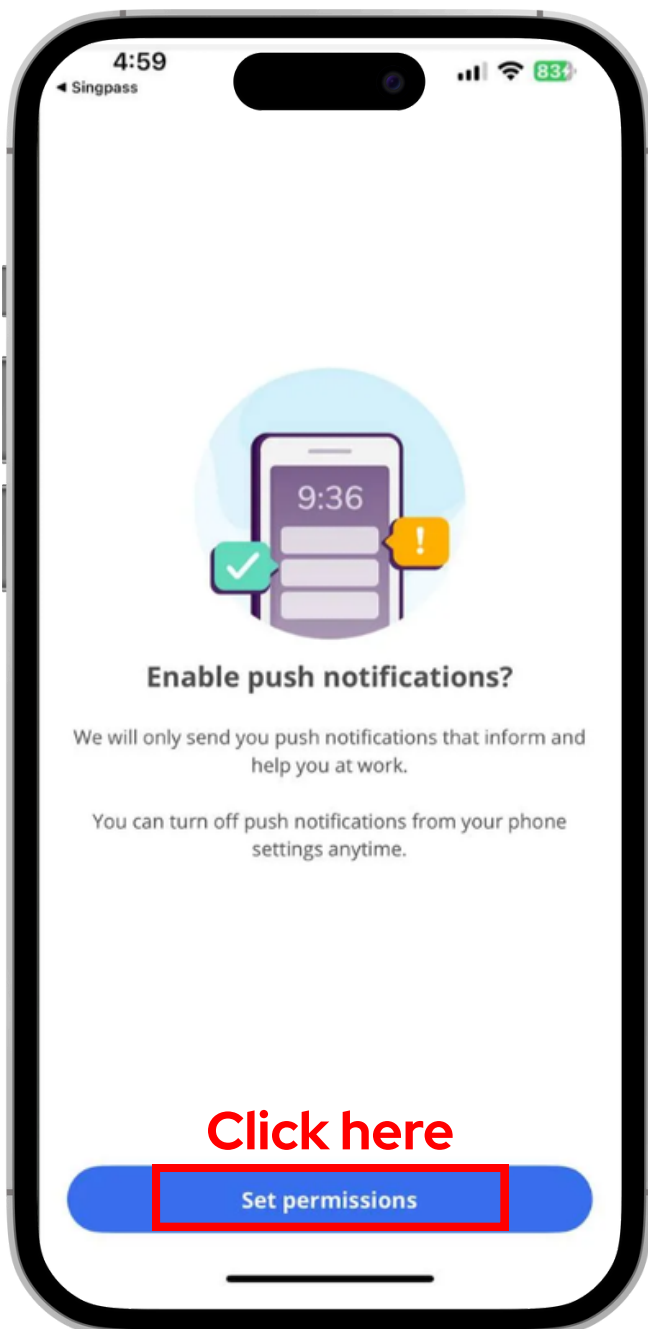 4:59
◀ Singpass
83
9:36
!
Enable push notifications?
We will only send you push notifications that inform and
help you at work.
You can turn off push notifications from your phone
settings anytime.
Click here
Set permissions